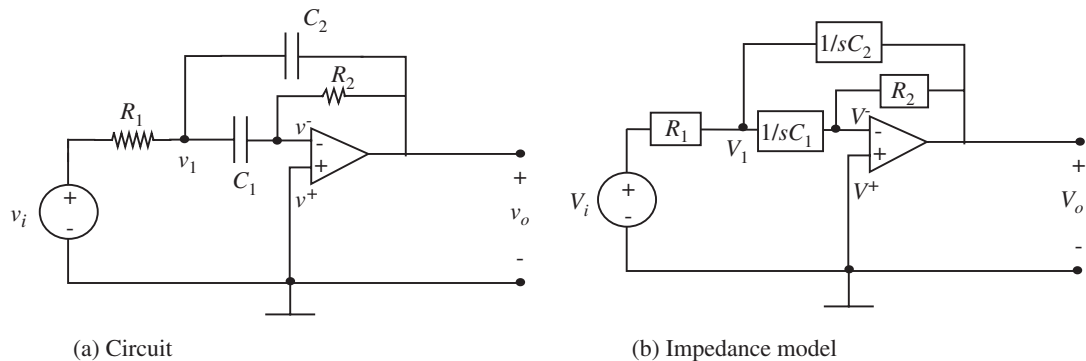 C₂
R₂
R₁
v⁻
-
+
v₁
C₁
v⁺
vᵢ
+
-
+
vₒ
-
(a) Circuit
1/sC₂
R₂
R₁
V⁻
-
+
V₁
1/sC₁
V⁺
Vᵢ
+
-
+
Vₒ
-
(b) Impedance model